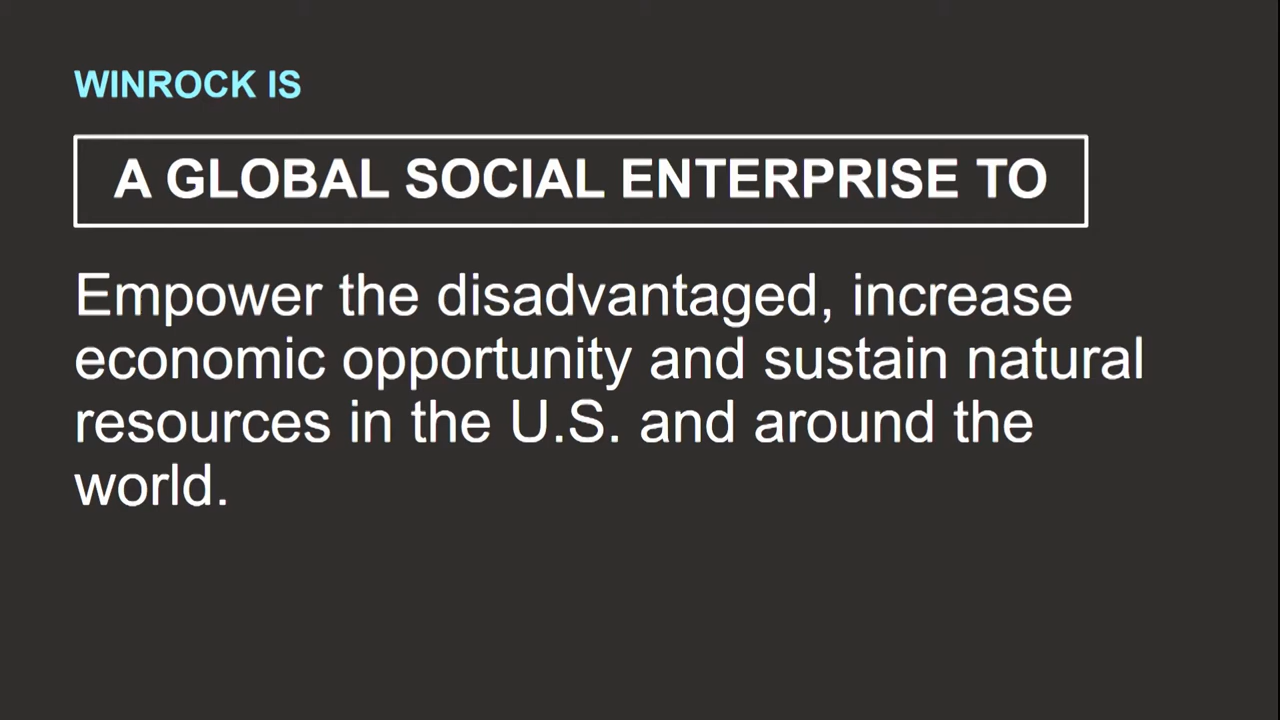 WINROCK IS
A GLOBAL SOCIAL ENTERPRISE TO
Empower the disadvantaged, increase
economic opportunity and sustain natural
resources in the U.S. and around the
world.